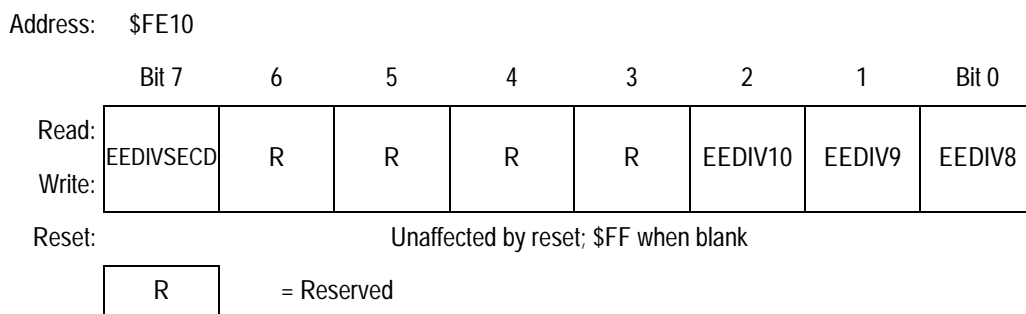 Address: $FE10
Bit 7 6 5 4 3 2 1 Bit 0
Read:
EEDIVSECD R R R R EEDIV10 EEDIV9 EEDIV8
Write:
Reset: Unaffected by reset; $FF when blank
R = Reserved